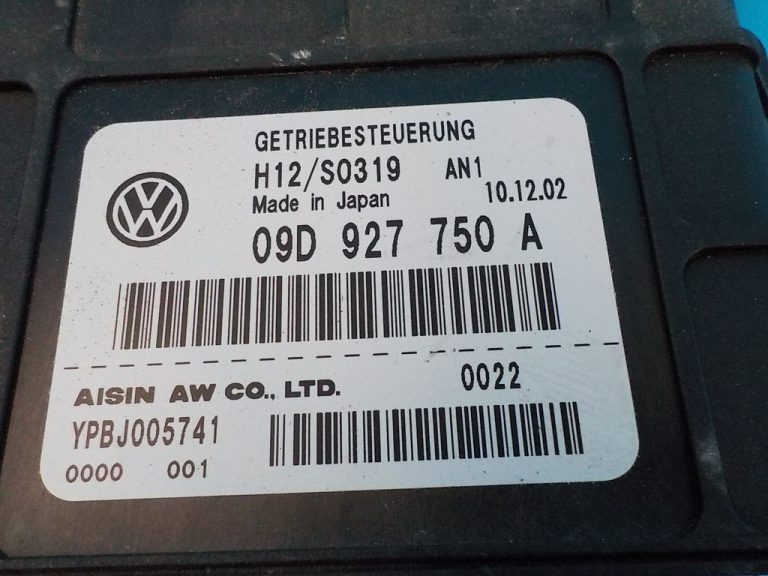 GETRIEBESTEUERUNG
H12/S0319 AN1
Made in Japan 10.12.02
09D 927 750 A
AISIN AW CO., LTD. 0022
YPBJ005741
0000 001